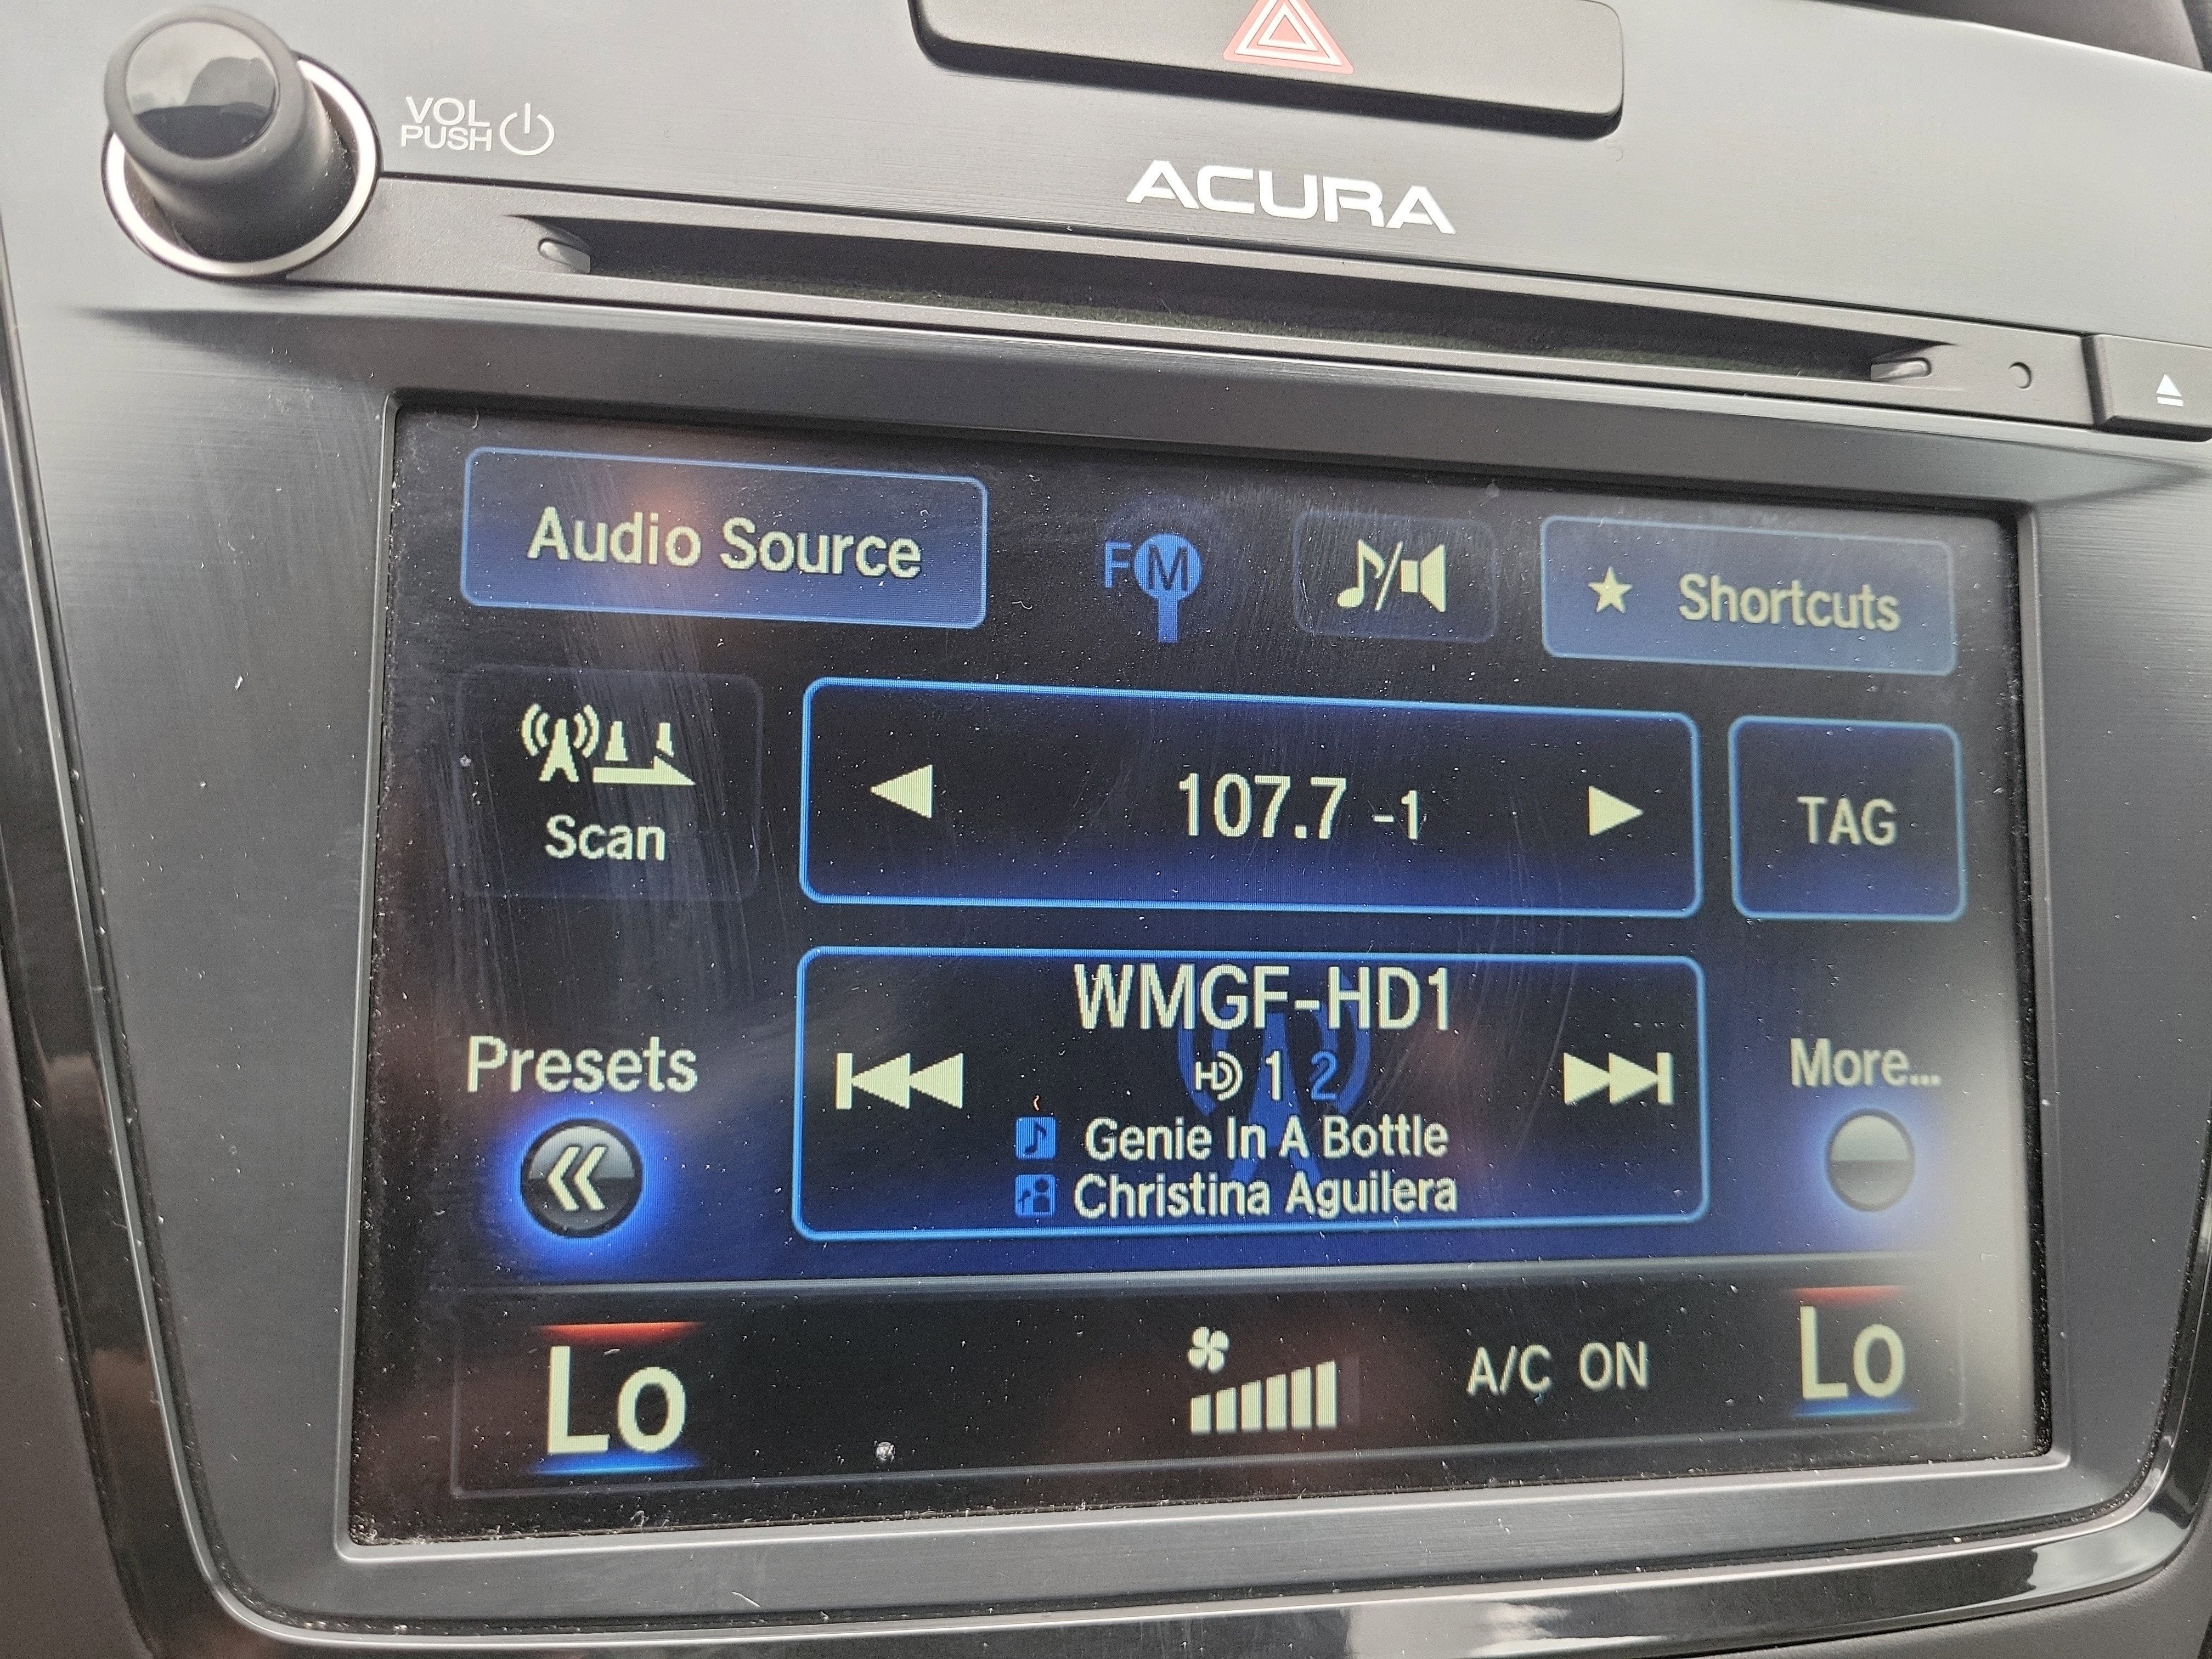 VOL
PUSH
ACURA
Audio Source
FM
Shortcuts
107.7 -1
TAG
Scan
WMGF-HD1
Presets
HD 1 2
More...
Genie In A Bottle
Christina Aguilera
Lo
A/C ON
Lo